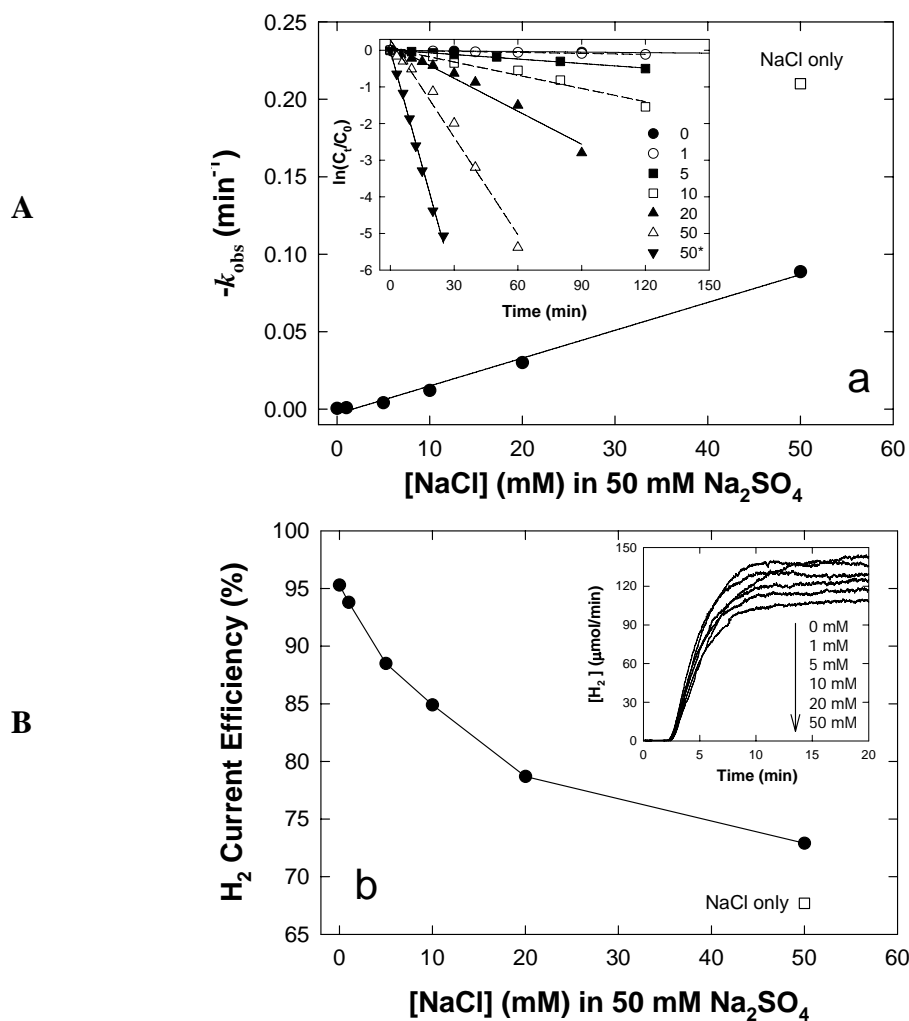 A
0.25
0.20
0.15
0.10
0.05
0.00
-k_obs (min⁻¹)
0
-1
-2
-3
-4
-5
-6
ln(C_t/C_0)
0
30
60
90
120
150
Time (min)
0
1
5
10
20
50
50*
NaCl only
a
0
10
20
30
40
50
60
[NaCl] (mM) in 50 mM Na₂SO₄
B
100
95
90
85
80
75
70
65
H₂ Current Efficiency (%)
150
120
90
60
30
0
[H₂] (μmol/min)
0 mM
1 mM
5 mM
10 mM
20 mM
50 mM
0
5
10
15
20
Time (min)
b
NaCl only
0
10
20
30
40
50
60
[NaCl] (mM) in 50 mM Na₂SO₄